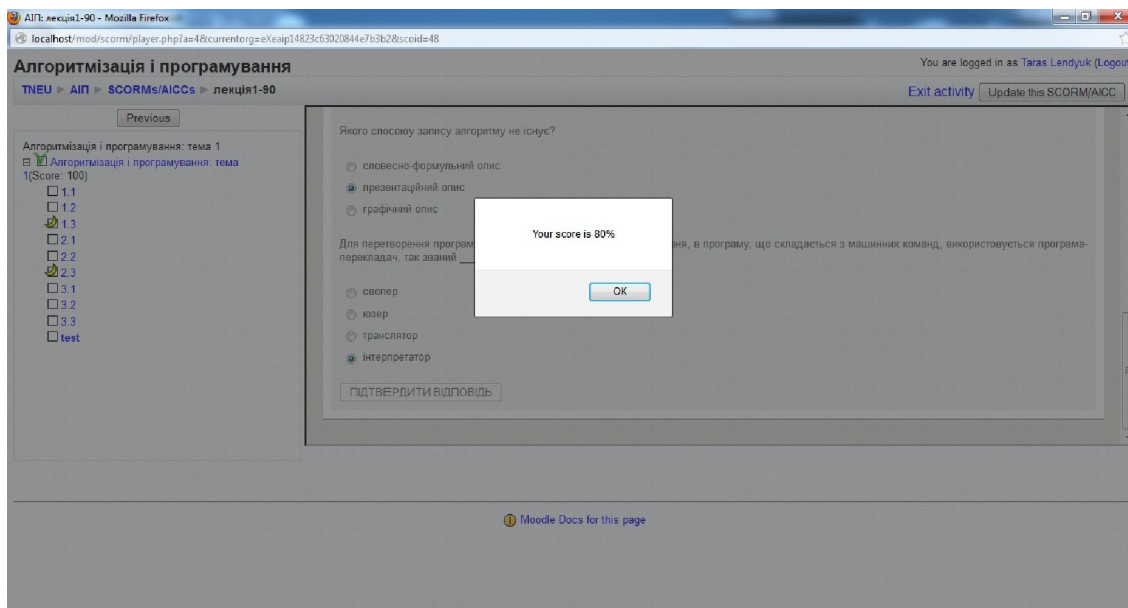 АІП: лекція1-90 - Mozilla Firefox
localhost/mod/scorm/player.php?a=4&currentorg=eXeaip14823c63020844e7b3b2&scoid=48
Алгоритмізація і програмування
You are logged in as Taras Lendyuk (Logout
TNEU ► АІП ► SCORMs/AICCs ► лекція1-90
Exit activity Update this SCORM/AICC
Previous
Алгоритмізація і програмування: тема 1
Алгоритмізація і програмування: тема
1(Score: 100)
1.1
1.2
1.3
2.1
2.2
2.3
3.1
3.2
3.3
test
Якого способу запису алгоритму не існує?
словесно-формульний опис
презентаційний опис
графічний опис
Для перетворення програм ня, в програму, що складається з машинних команд, використовується програма-
перекладач, так званий
свопер
юзер
транслятор
інтерпретатор
ПІДТВЕРДИТИ ВІДПОВІДЬ
Your score is 80%
OK
Moodle Docs for this page